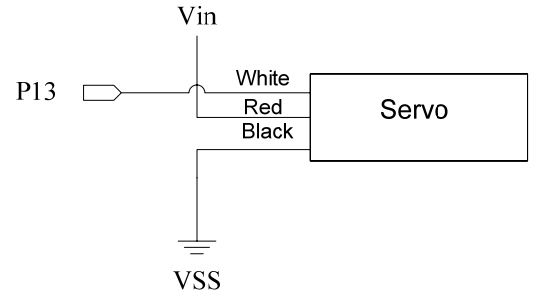 Vin
P13
White
Red
Black
Servo
VSS